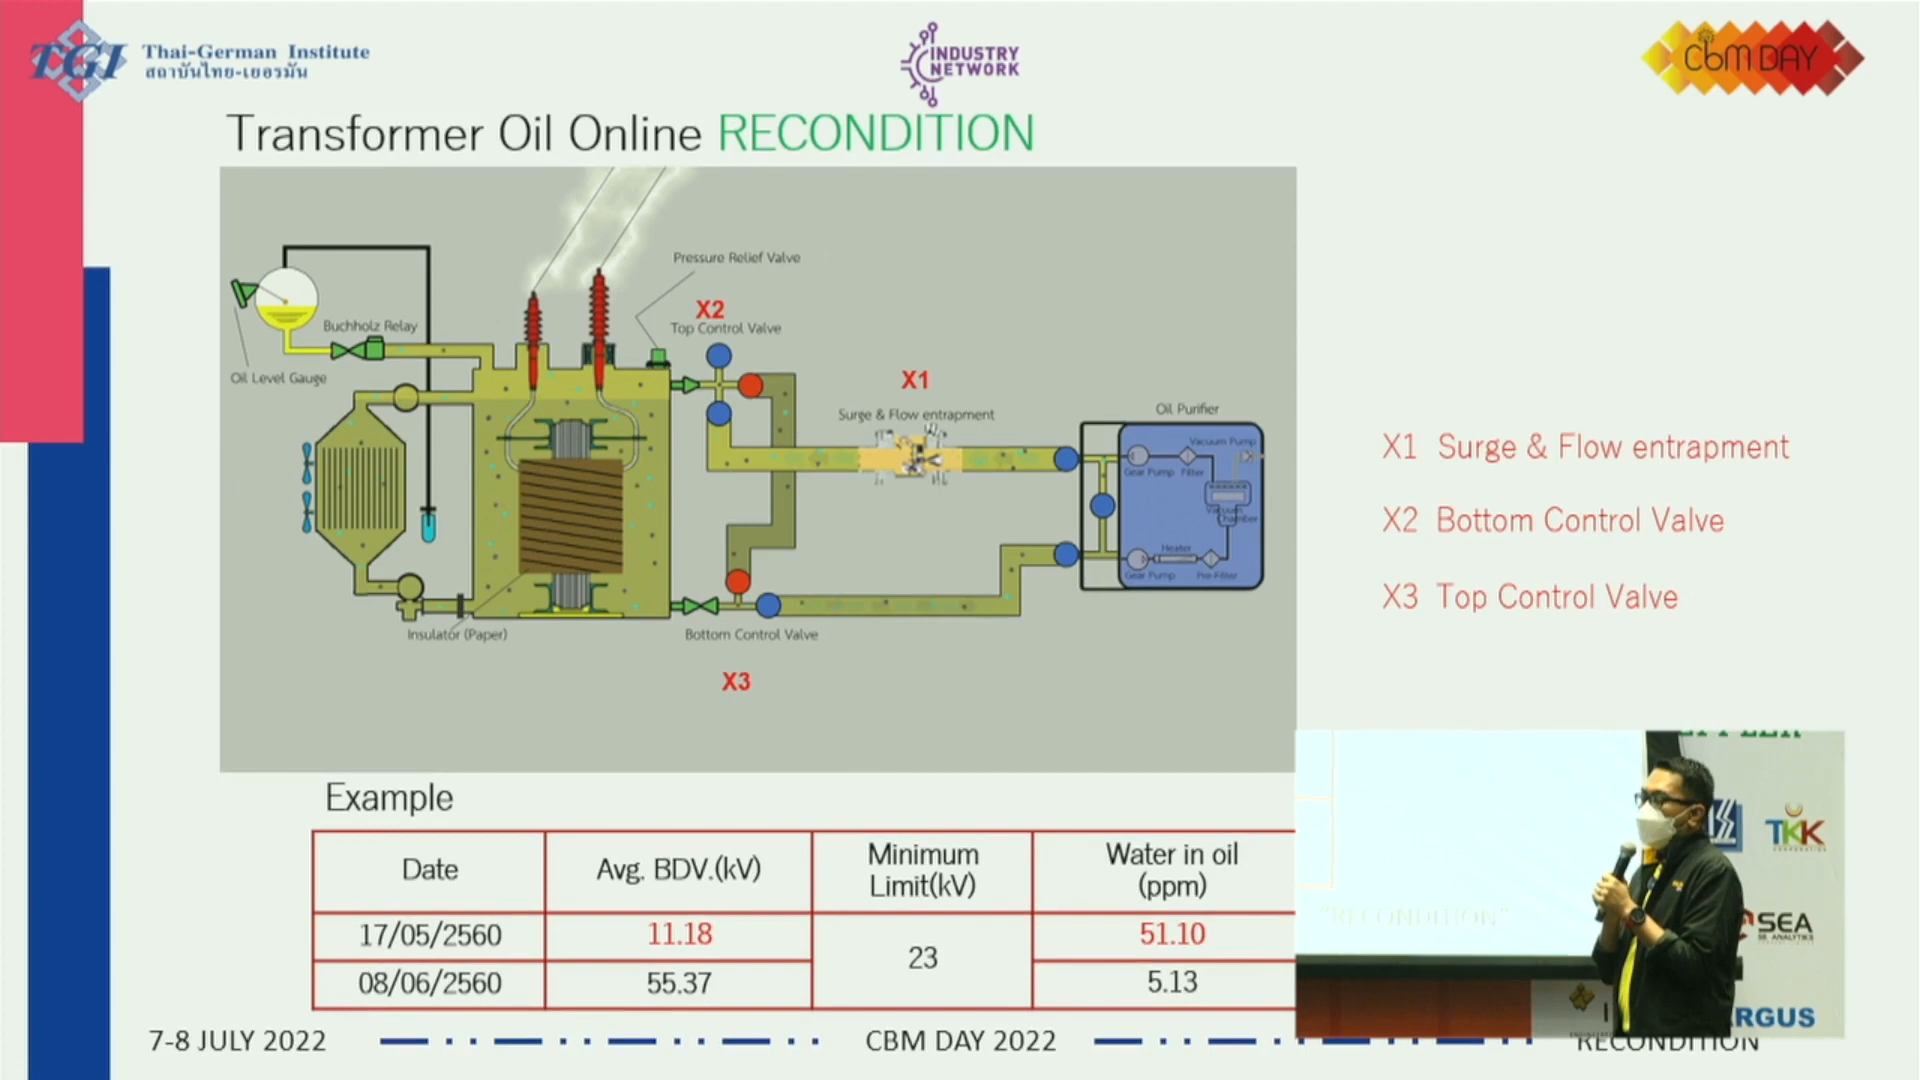 TGI Thai-German Institute
สถาบันไทย-เยอรมัน
INDUSTRY
NETWORK
CbM DAY
Transformer Oil Online RECONDITION
Pressure Relief Valve
X2
Top Control Valve
Buchholz Relay
Oil Level Gauge
X1
Surge & Flow entrapment
Oil Purifier
Vacuum Pump
Gear Pump
Filter
Vacuum
Chamber
Heater
Gear Pump
Pre-Filter
Insulator (Paper)
Bottom Control Valve
X3
X1 Surge & Flow entrapment
X2 Bottom Control Valve
X3 Top Control Valve
Example
Date
Avg. BDV.(kV)
Minimum
Limit(kV)
Water in oil
(ppm)
17/05/2560
11.18
23
51.10
08/06/2560
55.37
5.13
"RECONDITION"
TKK
CORPORATION
SEA
RGUS
7-8 JULY 2022
CBM DAY 2022
RECONDITION